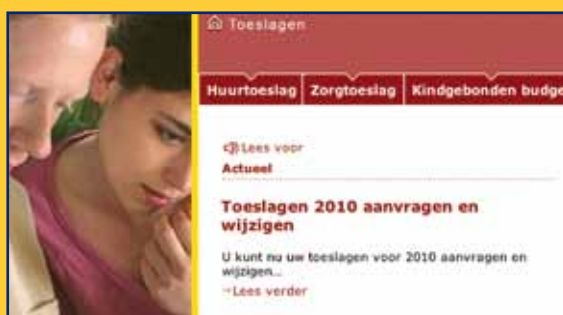 Toeslagen
Huurtoeslag Zorgtoeslag Kindgebonden budge
Lees voor
Actueel
Toeslagen 2010 aanvragen en
wijzigen
U kunt nu uw toeslagen voor 2010 aanvragen en
wijzigen...
→Lees verder